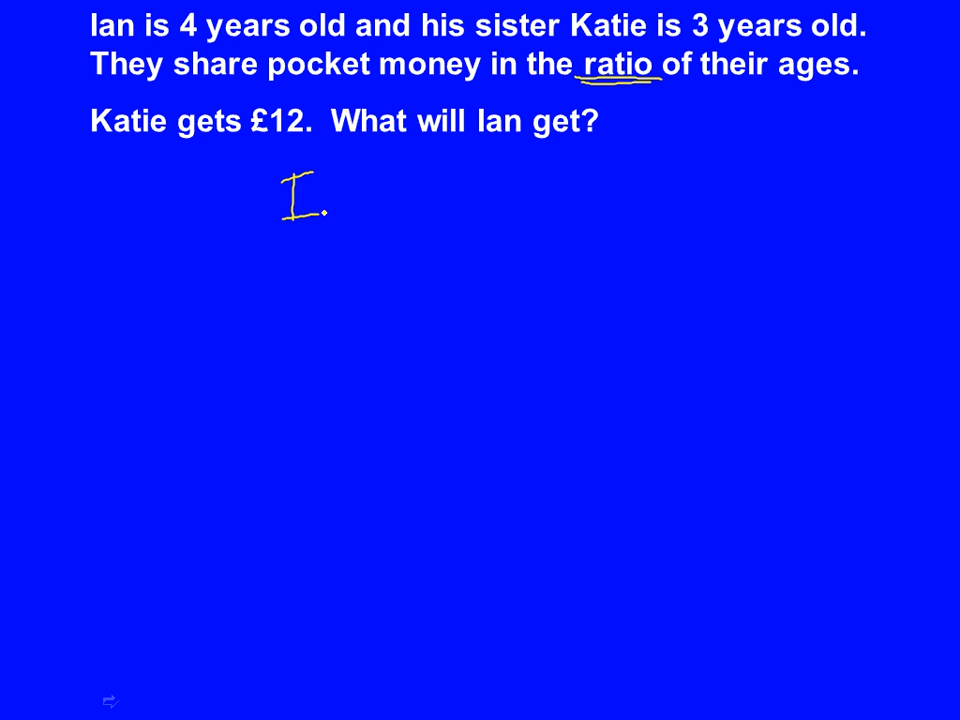 Ian is 4 years old and his sister Katie is 3 years old.
They share pocket money in the ratio of their ages.
Katie gets £12. What will Ian get?
I.